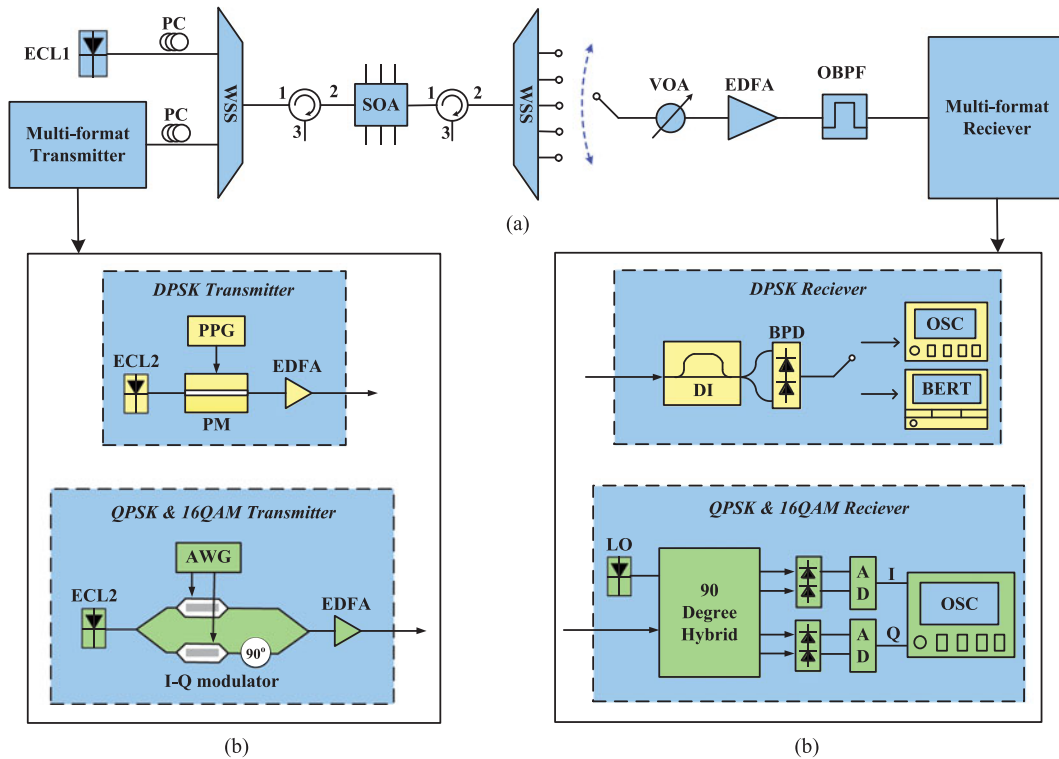 ECL1
PC
Multi-format
Transmitter
PC
WSS
1
2
3
SOA
1
2
3
WSS
VOA
EDFA
OBPF
Multi-format
Reciever
(a)
DPSK Transmitter
PPG
ECL2
EDFA
PM
QPSK & 16QAM Transmitter
AWG
ECL2
EDFA
90°
I-Q modulator
(b)
DPSK Reciever
BPD
DI
OSC
BERT
QPSK & 16QAM Reciever
LO
90
Degree
Hybrid
A
D
I
A
D
Q
OSC
(b)